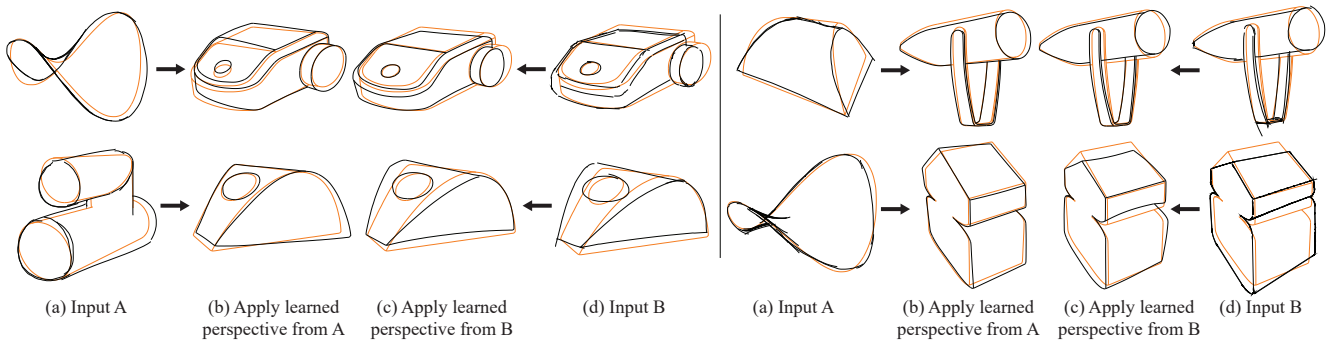 (a) Input A
(b) Apply learned
perspective from A
(c) Apply learned
perspective from B
(d) Input B
(a) Input A
(b) Apply learned
perspective from A
(c) Apply learned
perspective from B
(d) Input B